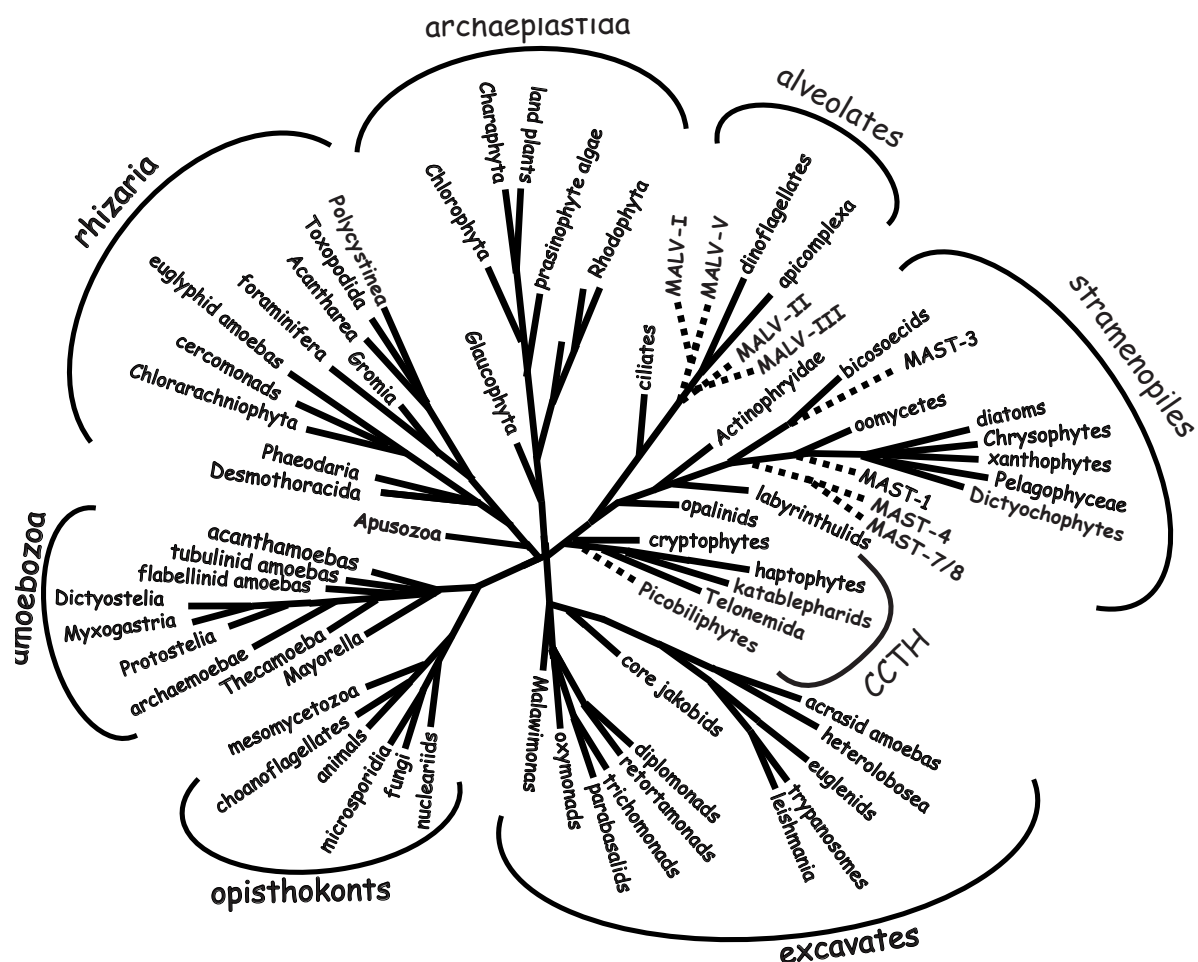 archaeplastida
alveolates
stramenopiles
rhizaria
amoebozoa
opisthokonts
excavates
CCTH
Chlorophyta
Charaphyta
land plants
prasinophyte algae
Rhodophyta
Glaucophyta
ciliates
MALV-I
MALV-V
dinoflagellates
apicomplexa
MALV-II
MALV-III
Actinophryidae
bicosoecids
MAST-3
oomycetes
diatoms
Chrysophytes
xanthophytes
Pelagophyceae
Dictyochophytes
MAST-1
MAST-4
MAST-7/8
labyrinthulids
opalinids
cryptophytes
haptophytes
katablepharids
Telonemida
Picobiliphytes
core jakobids
acrasid amoebas
heterolobosea
euglenids
trypanosomes
leishmania
diplomonads
retortamonads
trichomonads
parabasalids
oxymonads
Malawimonas
nucleariids
fungi
microsporidia
animals
choanoflagellates
mesomycetozoa
Mayorella
Thecamoeba
archaemoebae
Protostelia
Myxogastria
Dictyostelia
flabellinid amoebas
tubulinid amoebas
acanthamoebas
Apusozoa
Desmothoracida
Phaeodaria
Chlorarachniophyta
cercomonads
euglyphid amoebas
foraminifera
Gromia
Acantharea
Toxopodida
Polycystinea